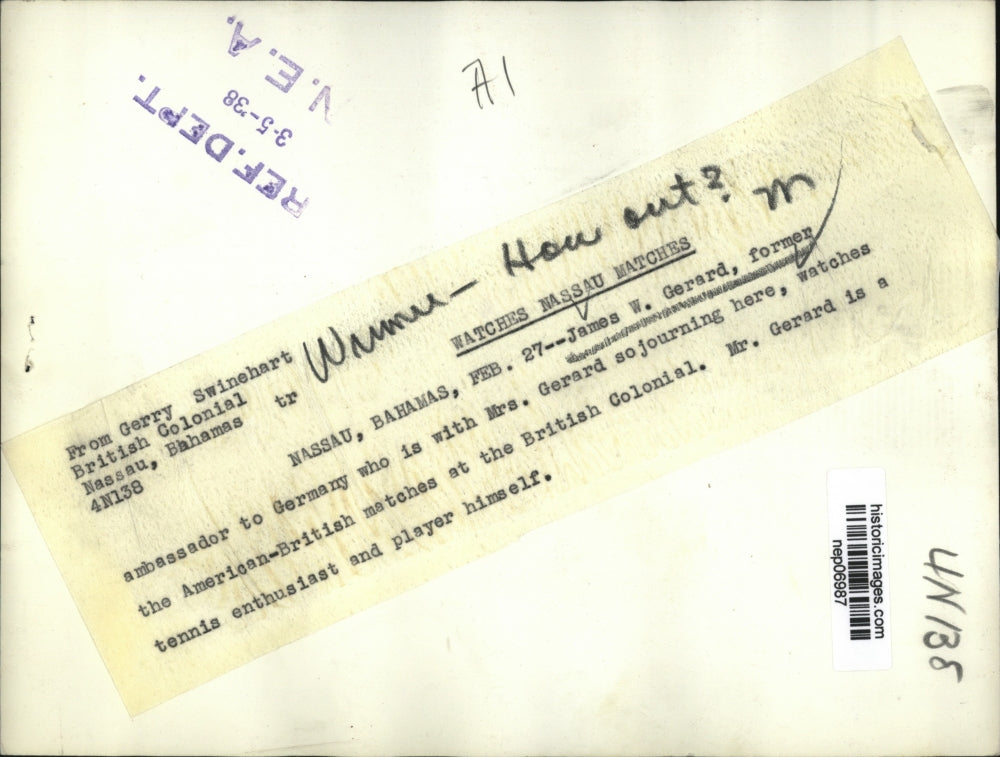 N.E.A.
3-5-'38
REF. DEPT.
A1
How out?
WATCHES NASSAU MATCHES
From Gerry Swinehart
British Colonial
Nassau, Bahamas tr
4N138
NASSAU, BAHAMAS, FEB. 27--James W. Gerard, former
ambassador to Germany who is with Mrs. Gerard sojourning here, watches
the American-British matches at the British Colonial. Mr. Gerard is a
tennis enthusiast and player himself.
historicimages.com
nep06987
4N138